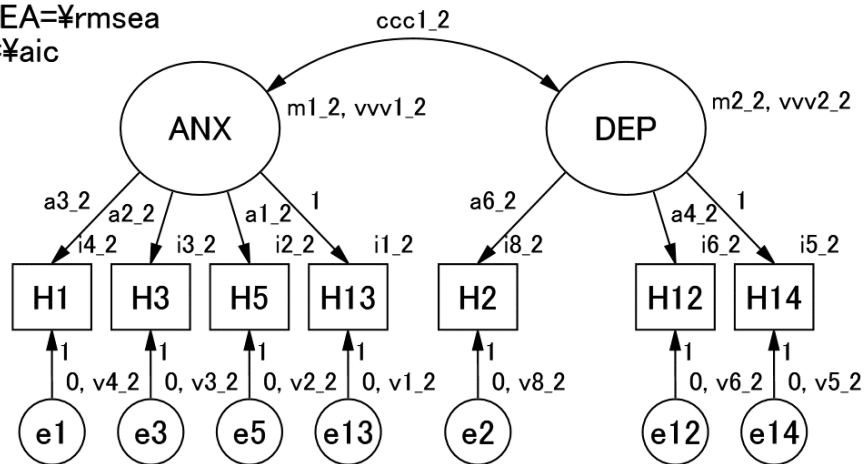 EA=¥rmsea
=¥aic
ccc1_2
ANX
m1_2, vvv1_2
DEP
m2_2, vvv2_2
a3_2
a2_2
a1_2
1
a6_2
a4_2
1
i4_2
i3_2
i2_2
i1_2
i8_2
i6_2
i5_2
H1
H3
H5
H13
H2
H12
H14
1
1
1
1
1
1
1
0, v4_2
0, v3_2
0, v2_2
0, v1_2
0, v8_2
0, v6_2
0, v5_2
e1
e3
e5
e13
e2
e12
e14